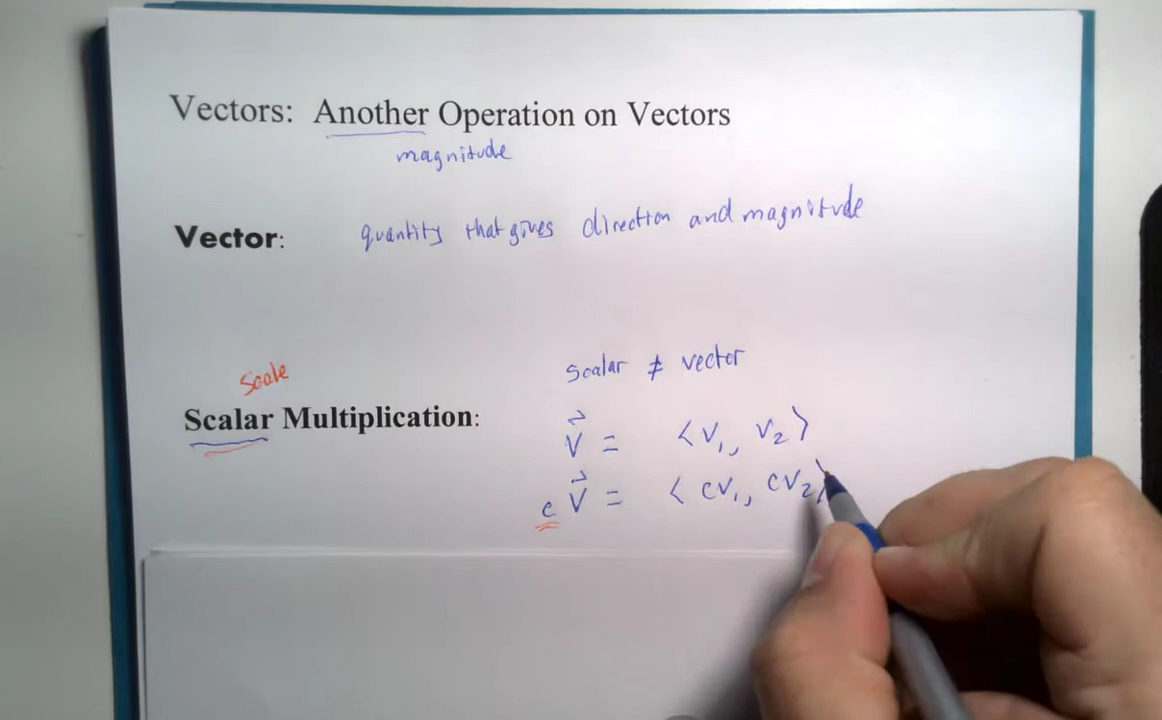 Vectors: Another Operation on Vectors
magnitude
Vector: quantity that gives direction and magnitude
Scale
Scalar ≠ vector
Scalar Multiplication:
v⃗ = ⟨v₁, v₂⟩
c v⃗ = ⟨cv₁, cv₂⟩